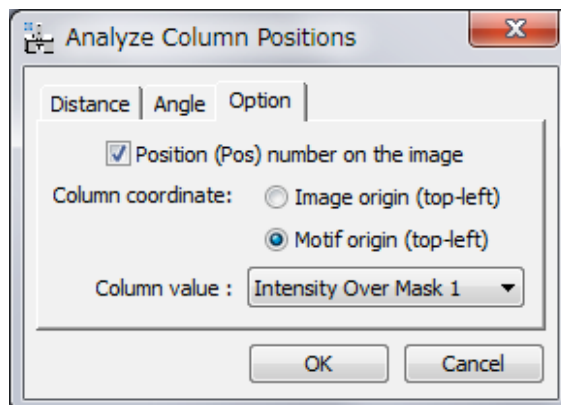 Analyze Column Positions
Distance Angle Option
Position (Pos) number on the image
Column coordinate: Image origin (top-left)
Motif origin (top-left)
Column value : Intensity Over Mask 1
OK Cancel